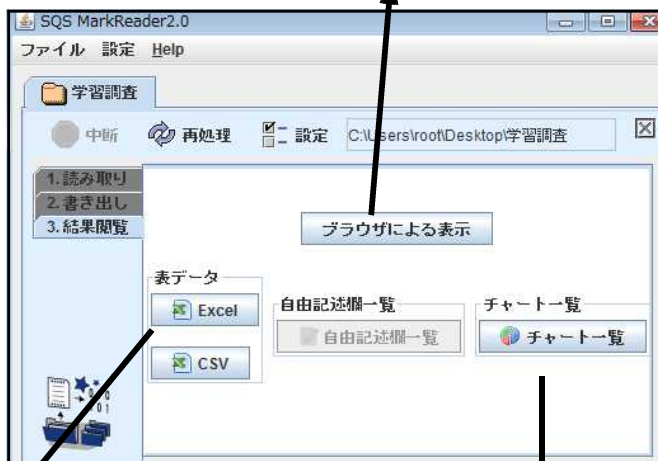 SQS MarkReader2.0
ファイル 設定 Help
学習調査
中断 再処理 設定 C:\Users\root\Desktop\学習調査
1.読み取り
2.書き出し
3.結果閲覧
ブラウザによる表示
表データ
Excel
CSV
自由記述欄一覧
自由記述欄一覧
チャート一覧
チャート一覧